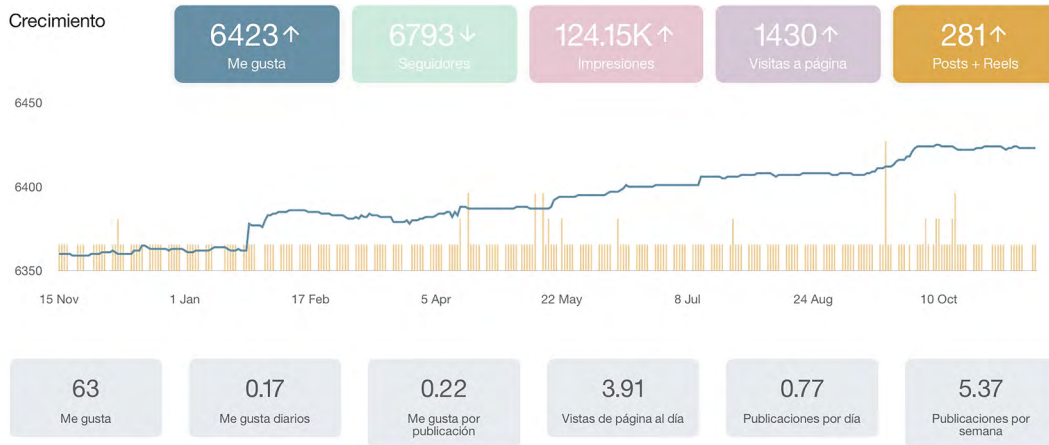 Crecimiento
6423↑
Me gusta
6793↓
Seguidores
124.15K↑
Impresiones
1430↑
Visitas a página
281↑
Posts + Reels
6450
6400
6350
15 Nov
1 Jan
17 Feb
5 Apr
22 May
8 Jul
24 Aug
10 Oct
63
Me gusta
0.17
Me gusta diarios
0.22
Me gusta por
publicación
3.91
Vistas de página al día
0.77
Publicaciones por día
5.37
Publicaciones por
semana